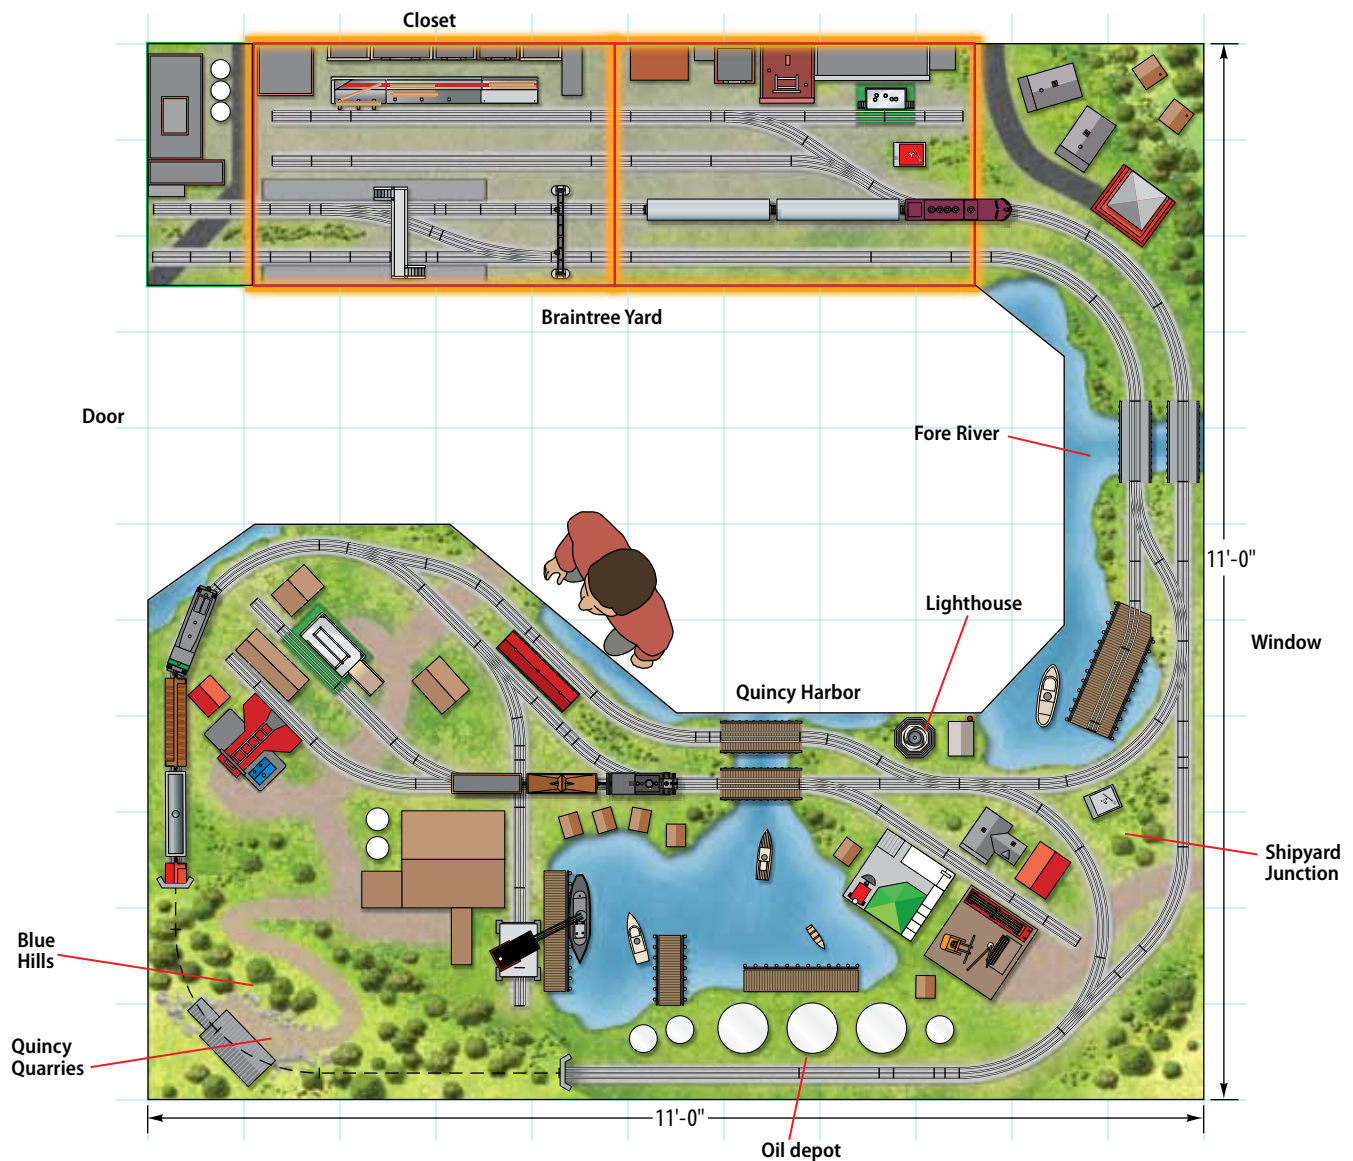 Closet
Braintree Yard
Door
Fore River
11'-0"
Lighthouse
Window
Quincy Harbor
Shipyard
Junction
Blue
Hills
Quincy
Quarries
11'-0"
Oil depot